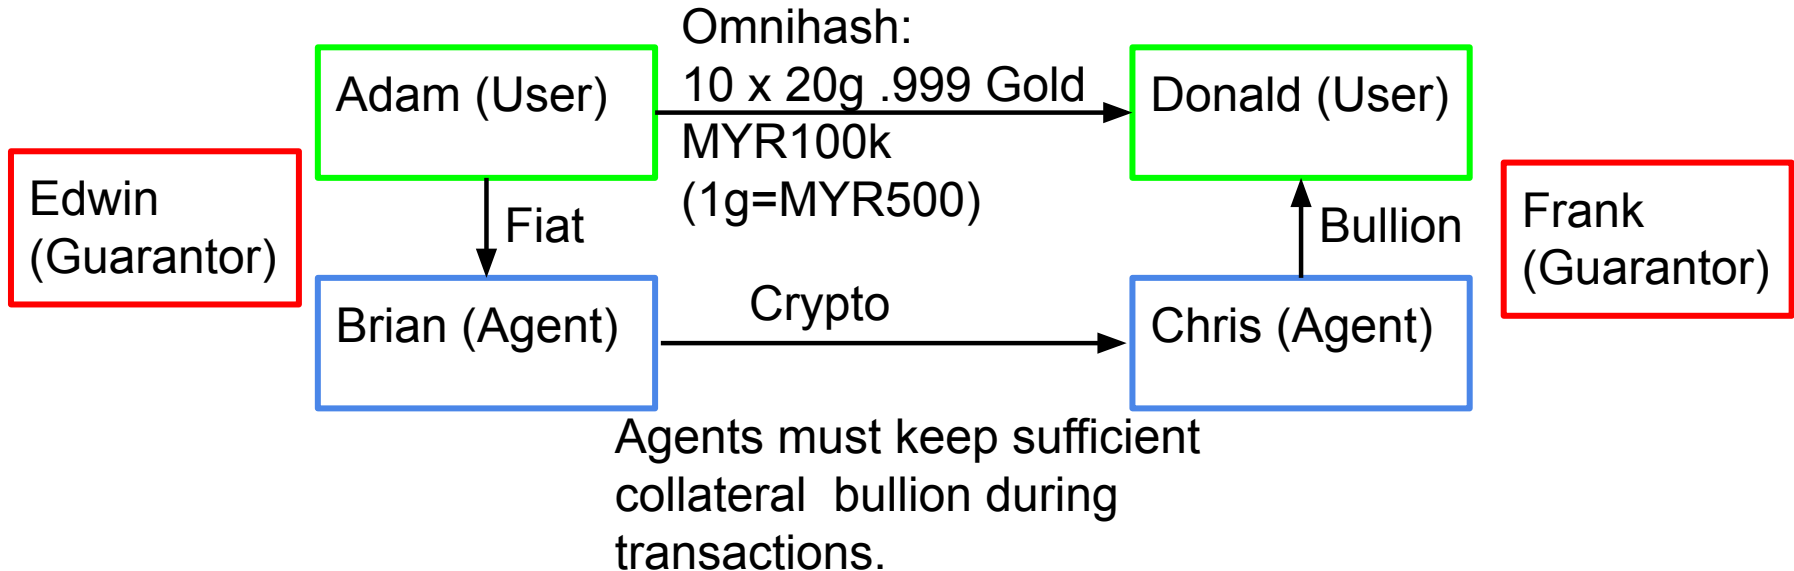 Omnihash:
10 x 20g .999 Gold
MYR100k
(1g=MYR500)
Adam (User)
Donald (User)
Edwin
(Guarantor)
Fiat
Bullion
Frank
(Guarantor)
Brian (Agent)
Crypto
Chris (Agent)
Agents must keep sufficient
collateral  bullion during
transactions.